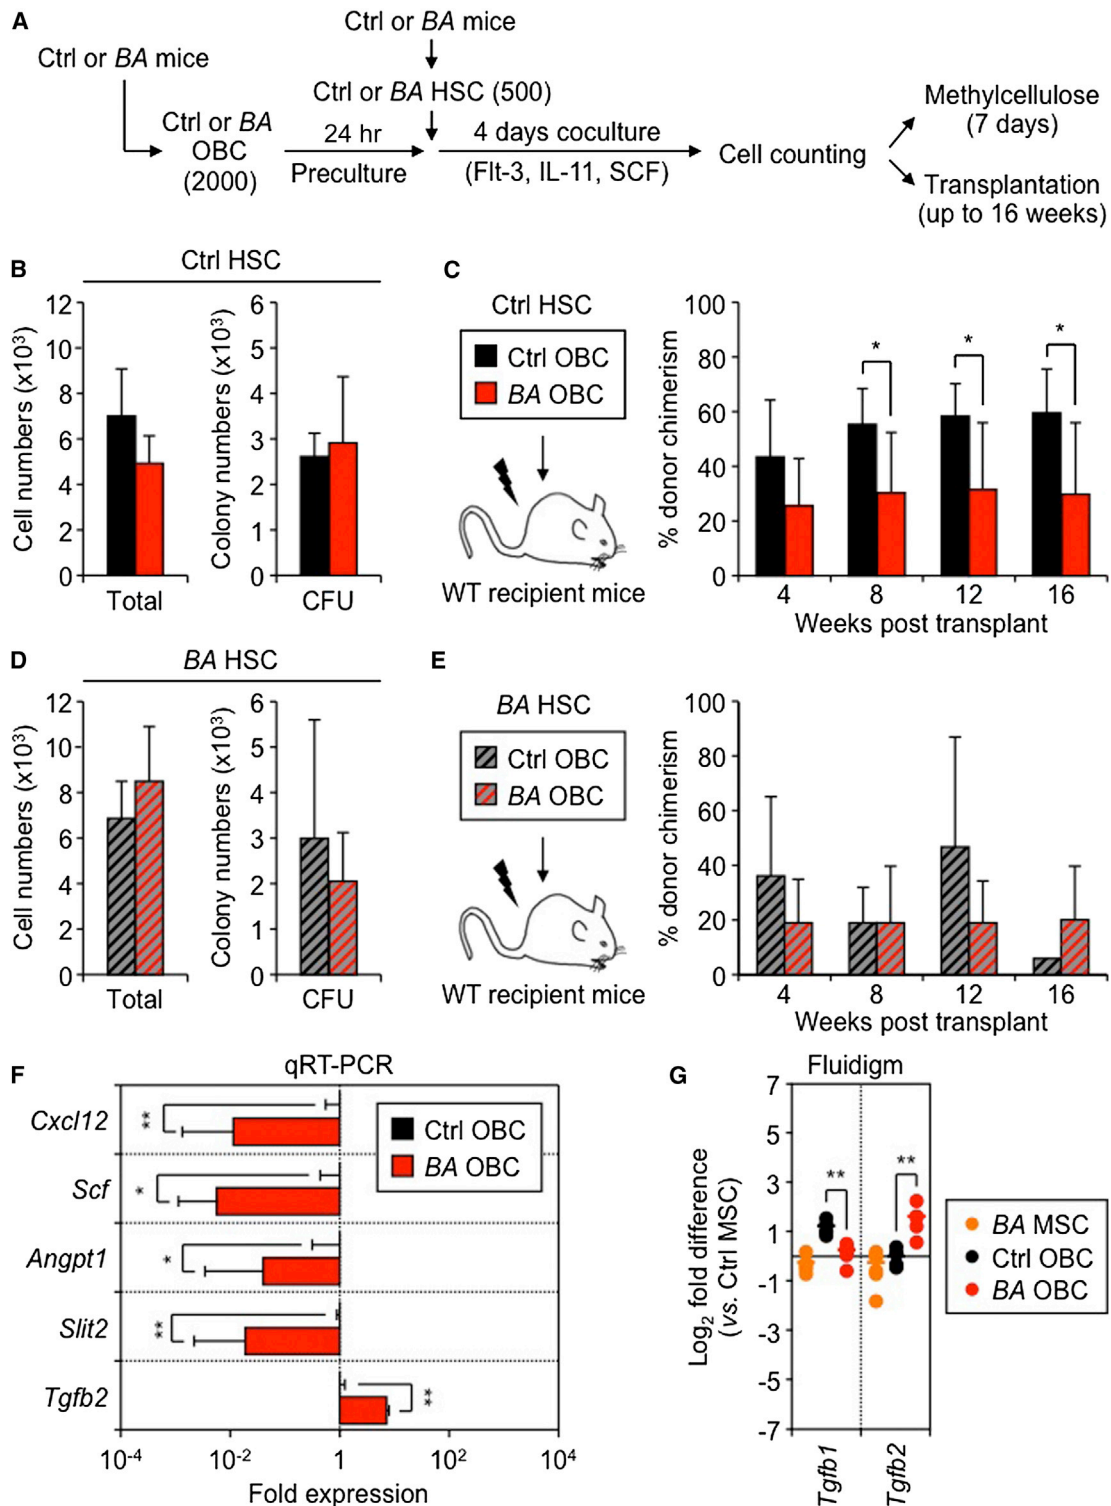 A
Ctrl or BA mice
Ctrl or BA mice
Ctrl or BA HSC (500)
Ctrl or BA
OBC
(2000)
24 hr
Preculture
4 days coculture
(Flt-3, IL-11, SCF)
Cell counting
Methylcellulose
(7 days)
Transplantation
(up to 16 weeks)
B
Ctrl HSC
Cell numbers (x10³)
12
10
8
6
4
2
0
Total
Colony numbers (x10³)
6
5
4
3
2
1
0
CFU
C
Ctrl HSC
Ctrl OBC
BA OBC
WT recipient mice
% donor chimerism
100
80
60
40
20
0
*
*
*
4 8 12 16
Weeks post transplant
D
BA HSC
Cell numbers (x10³)
12
10
8
6
4
2
0
Total
Colony numbers (x10³)
6
5
4
3
2
1
0
CFU
E
BA HSC
Ctrl OBC
BA OBC
WT recipient mice
% donor chimerism
100
80
60
40
20
0
4 8 12 16
Weeks post transplant
F
qRT-PCR
Cxcl12
**
Scf
*
Angpt1
*
Slit2
**
Tgfb2
**
Ctrl OBC
BA OBC
10⁻⁴ 10⁻² 1 10² 10⁴
Fold expression
G
Fluidigm
Log₂ fold difference
(vs. Ctrl MSC)
7
5
3
1
-1
-3
-5
-7
**
**
Tgfb1
Tgfb2
BA MSC
Ctrl OBC
BA OBC